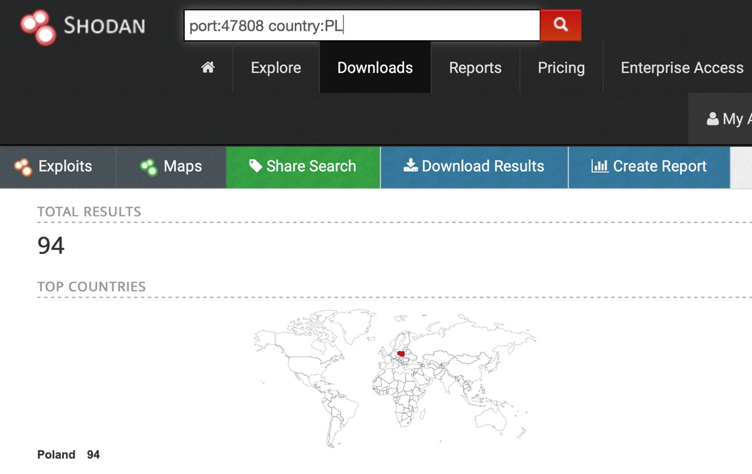 SHODAN
port:47808 country:PL
Explore Downloads Reports Pricing Enterprise Access
My A
Exploits Maps Share Search Download Results Create Report
TOTAL RESULTS
94
TOP COUNTRIES
Poland 94